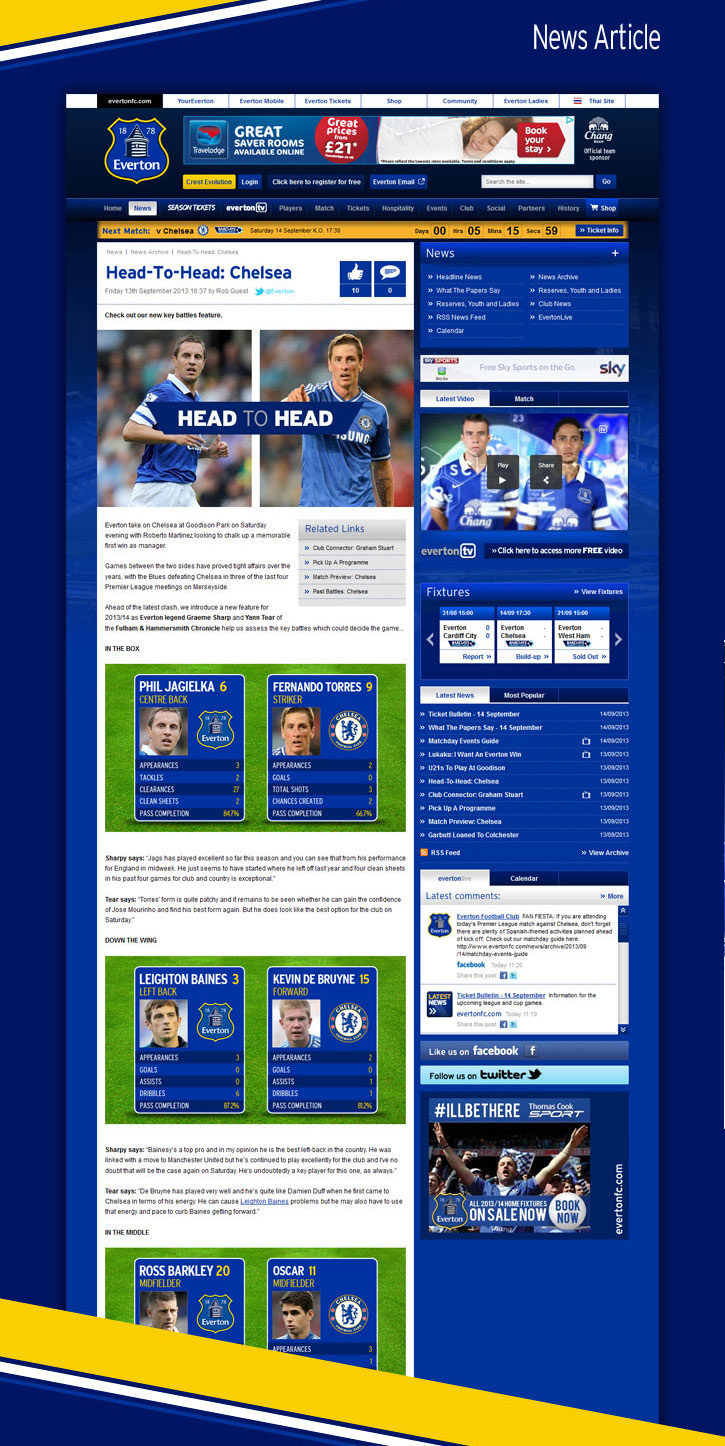 News Article
evertonfc.com YourEverton Everton Mobile Everton Tickets Shop Community Everton Ladies Thai Site
18 78
Everton
Travelodge
GREAT
SAVER ROOMS
AVAILABLE ONLINE
Great
prices
from
£21*
Book
your
stay ›
*Prices reflect the lowest rates available. Terms and conditions apply.
Chang
Official team
sponsor
Crest Evolution Login Click here to register for free Everton Email Search the site... Go
Home News SEASON TICKETS everton tv Players Match Tickets Hospitality Events Club Social Partners History Shop
Next Match: v Chelsea Saturday 14 September K.O. 17:30 Days 00 Hrs 05 Mins 15 Secs 59 » Ticket Info
News | News Archive | Head-To-Head: Chelsea
Head-To-Head: Chelsea
Friday 13th September 2013 16:37 by Rob Guest @Everton
10 0
Check out our new key battles feature.
HEAD TO HEAD
SAMSUNG
Everton take on Chelsea at Goodison Park on Saturday
evening with Roberto Martinez looking to chalk up a memorable
first win as manager.
Games between the two sides have proved tight affairs over the
years, with the Blues defeating Chelsea in three of the last four
Premier League meetings on Merseyside.
Ahead of the latest clash, we introduce a new feature for
2013/14 as Everton legend Graeme Sharp and Yann Tear of
the Fulham & Hammersmith Chronicle help us assess the key battles which could decide the game...
Related Links
» Club Connector: Graham Stuart
» Pick Up A Programme
» Match Preview: Chelsea
» Past Battles: Chelsea
IN THE BOX
PHIL JAGIELKA 6
CENTRE BACK
APPEARANCES 3
TACKLES 2
CLEARANCES 27
CLEAN SHEETS 2
PASS COMPLETION 84.7%
FERNANDO TORRES 9
STRIKER
APPEARANCES 2
GOALS 0
TOTAL SHOTS 3
CHANCES CREATED 2
PASS COMPLETION 66.7%
Sharpy says: "Jags has played excellent so far this season and you can see that from his performance
for England in midweek. He just seems to have started where he left off last year and four clean sheets
in his past four games for club and country is exceptional."
Tear says: "Torres' form is quite patchy and it remains to be seen whether he can gain the confidence
of Jose Mourinho and find his best form again. But he does look like the best option for the club on
Saturday."
DOWN THE WING
LEIGHTON BAINES 3
LEFT BACK
APPEARANCES 3
GOALS 0
ASSISTS 0
DRIBBLES 6
PASS COMPLETION 87.2%
KEVIN DE BRUYNE 15
FORWARD
APPEARANCES 2
GOALS 0
ASSISTS 1
DRIBBLES 1
PASS COMPLETION 81.2%
Sharpy says: "Bainesy's a top pro and in my opinion he is the best left-back in the country. He was
linked with a move to Manchester United but he's continued to play excellently for the club and I've no
doubt that will be the case again on Saturday. He's undoubtedly a key player for this one, as always."
Tear says: "De Bruyne has played very well and he's quite like Damien Duff when he first came to
Chelsea in terms of his energy. He can cause Leighton Baines problems but he may also have to use
that energy and pace to curb Baines getting forward."
IN THE MIDDLE
ROSS BARKLEY 20
MIDFIELDER
OSCAR 11
MIDFIELDER
APPEARANCES 3
1
News +
» Headline News » News Archive
» What The Papers Say » Reserves, Youth and Ladies
» Reserves, Youth and Ladies » Club News
» RSS News Feed » EvertonLive
» Calendar
sky SPORTS Free Sky Sports on the Go. sky
Latest Video Match
Play Share
Chang
everton tv » Click here to access more FREE video
Fixtures » View Fixtures
31/08 15:00
Everton 0
Cardiff City 0
Report »
14/09 17:30
Everton -
Chelsea -
Build-up »
21/09 15:00
Everton -
West Ham -
Sold Out »
Latest News Most Popular
» Ticket Bulletin - 14 September 14/09/2013
» What The Papers Say - 14 September 14/09/2013
» Matchday Events Guide 14/09/2013
» Lukaku: I Want An Everton Win 13/09/2013
» U21s To Play At Goodison 13/09/2013
» Head-To-Head: Chelsea 13/09/2013
» Club Connector: Graham Stuart 13/09/2013
» Pick Up A Programme 13/09/2013
» Match Preview: Chelsea 13/09/2013
» Garbutt Loaned To Colchester 13/09/2013
RSS Feed » View Archive
evertonlive Calendar
Latest comments: » More
Everton Football Club FAN FIESTA: If you are attending
today's Premier League match against Chelsea, don't forget
there are plenty of Spanish-themed activities planned ahead
of kick off. Check out our matchday guide here:
http://www.evertonfc.com/news/archive/2013/09
/14/matchday-events-guide
facebook Today 11:20
Share this post:
LATEST
NEWS
»
Ticket Bulletin - 14 September Information for the
upcoming league and cup games.
evertonfc.com Today 11:19
Share this post:
Like us on facebook
Follow us on twitter
#ILLBETHERE Thomas Cook
SPORT
ALL 2013/14 HOME FIXTURES
ON SALE NOW
BOOK
NOW
evertonfc.com